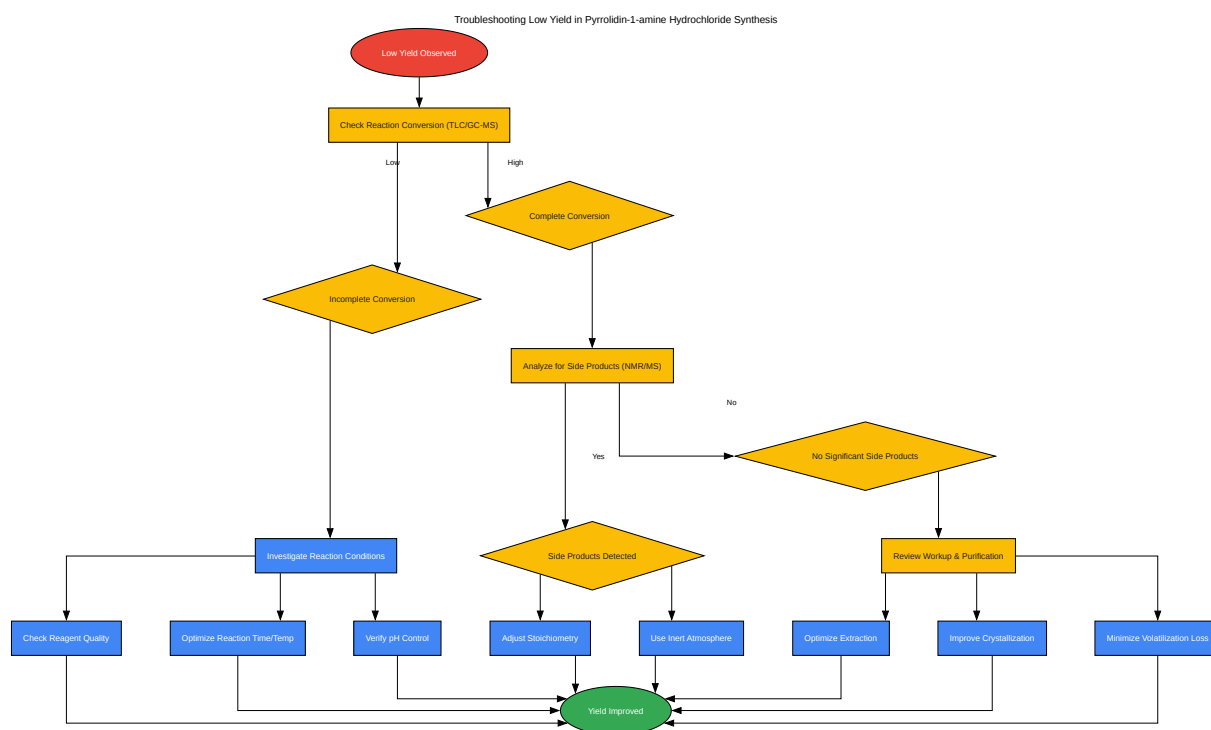 Troubleshooting Low Yield in Pyrrolidin-1-amine Hydrochloride Synthesis
Low Yield Observed
Check Reaction Conversion (TLC/GC-MS)
Low
High
Complete Conversion
Incomplete Conversion
Analyze for Side Products (NMR/MS)
No
Yes
No Significant Side Products
Investigate Reaction Conditions
Side Products Detected
Review Workup & Purification
Check Reagent Quality
Optimize Reaction Time/Temp
Verify pH Control
Adjust Stoichiometry
Use Inert Atmosphere
Optimize Extraction
Improve Crystallization
Minimize Volatilization Loss
Yield Improved